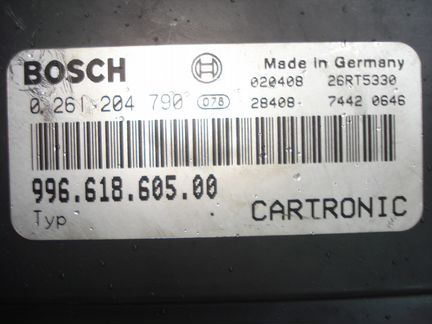 BOSCH
Made in Germany
020408 26RT5330
0 261 204 790 078
28408 7442 0646
996.618.605.00
Typ CARTRONIC